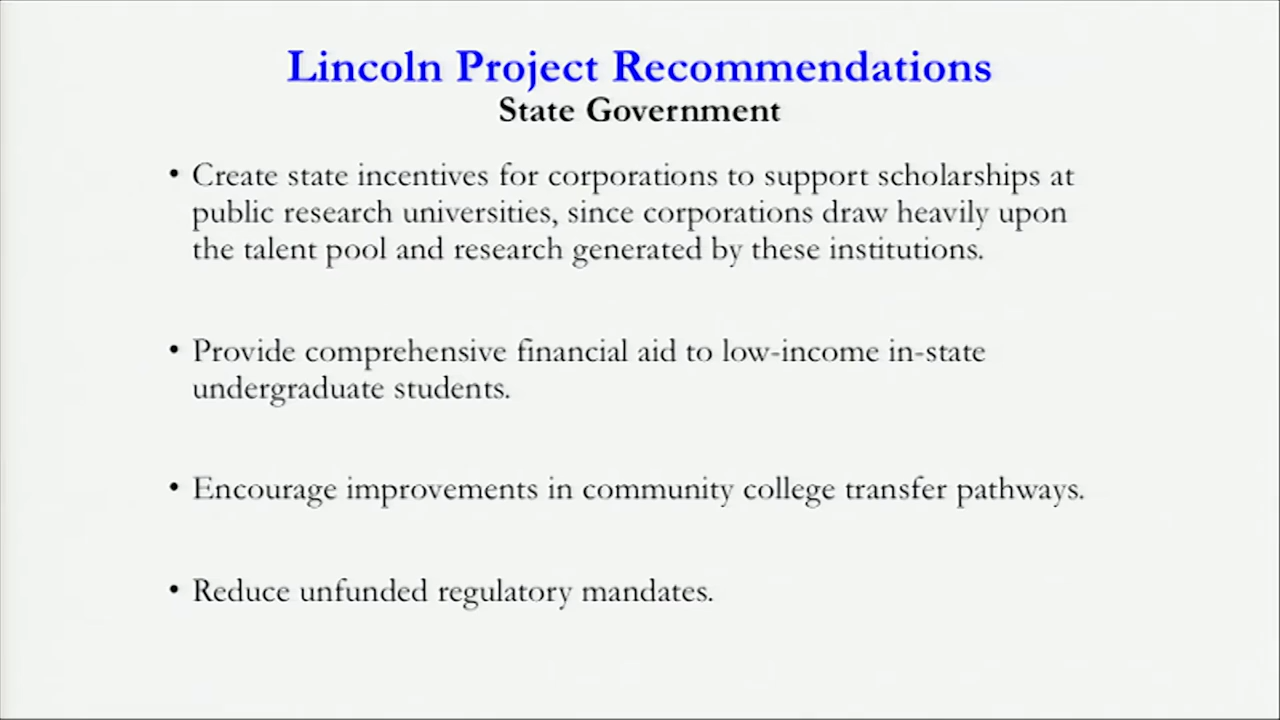 Lincoln Project Recommendations
State Government
• Create state incentives for corporations to support scholarships at
public research universities, since corporations draw heavily upon
the talent pool and research generated by these institutions.
• Provide comprehensive financial aid to low-income in-state
undergraduate students.
• Encourage improvements in community college transfer pathways.
• Reduce unfunded regulatory mandates.